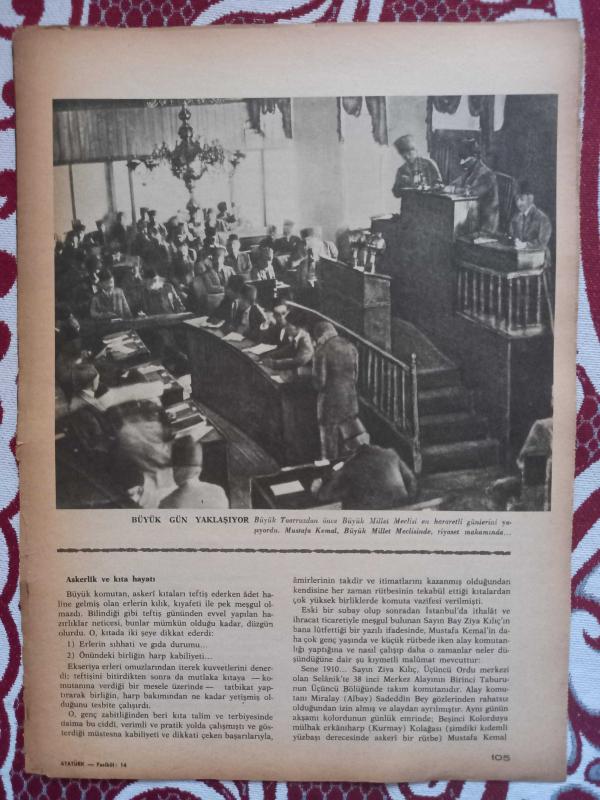 BÜYÜK GÜN YAKLAŞIYOR Büyük Taarruzdan önce Büyük Millet Meclisi en hararetli günlerini ya-
şıyordu. Mustafa Kemal, Büyük Millet Meclisinde, riyaset makamında...
Askerlik ve kıta hayatı
Büyük komutan, askerî kıtaları teftiş ederken âdet ha-
line gelmiş olan erlerin kılık, kıyafeti ile pek meşgul ol-
mazdı. Bilindiği gibi teftiş gününden evvel yapılan ha-
zırlıklar neticesi, bunlar mümkün olduğu kadar, düzgün
olurdu. O, kıtada iki şeye dikkat ederdi:
1) Erlerin sıhhati ve gıda durumu...
2) Önündeki birliğin harp kabiliyeti...
Ekseriya erleri omuzlarından iterek kuvvetlerini dener-
di; teftişini bitirdikten sonra da mutlaka kıtaya — ko-
mutanına verdiği bir mesele üzerinde — tatbikat yap-
tırarak birliğin, harp bakımından ne kadar yetişmiş ol-
duğunu tesbite çalışırdı.
O, genç zabitliğinden beri kıta talim ve terbiyesinde
daima bu ciddi, verimli ve pratik yolda çalışmıştı ve gös-
terdiği müstesna kabiliyeti ve dikkati çeken başarılarıyla,
âmirlerinin takdir ve itimatlarını kazanmış olduğundan
kendisine her zaman rütbesinin tekabül ettiği kıtalardan
çok yüksek birliklerde komuta vazifesi verilmişti.
Eski bir subay olup sonradan İstanbul'da ithalât ve
ihracat ticaretiyle meşgul bulunan Sayın Bay Ziya Kılıç'ın
bana lûtfettiği bir yazılı ifadesinde, Mustafa Kemal'in da-
ha çok genç yaşında ve küçük rütbede iken alay komutan-
lığı yaptığına ve nasıl çalışıp daha o zamanlar neler dü-
şündüğüne dair şu kıymetli malûmat mevcuttur:
Sene 1910... Sayın Ziya Kılıç, Üçüncü Ordu merkezi
olan Selânik'te 38 inci Merkez Alayının Birinci Taburu-
nun Üçüncü Bölüğünde takım komutanıdır. Alay komu-
tanı Miralay (Albay) Sadeddin Bey gözlerinden rahatsız
olduğundan izin almış ve alaydan ayrılmıştır. Aynı günün
akşamı kolordunun günlük emrinde; Beşinci Kolorduya
mülhak erkânıharp (Kurmay) Kolağası (şimdiki kıdemli
yüzbaşı derecesinde askerî bir rütbe) Mustafa Kemal
ATATÜRK — Fasikül: 14
105